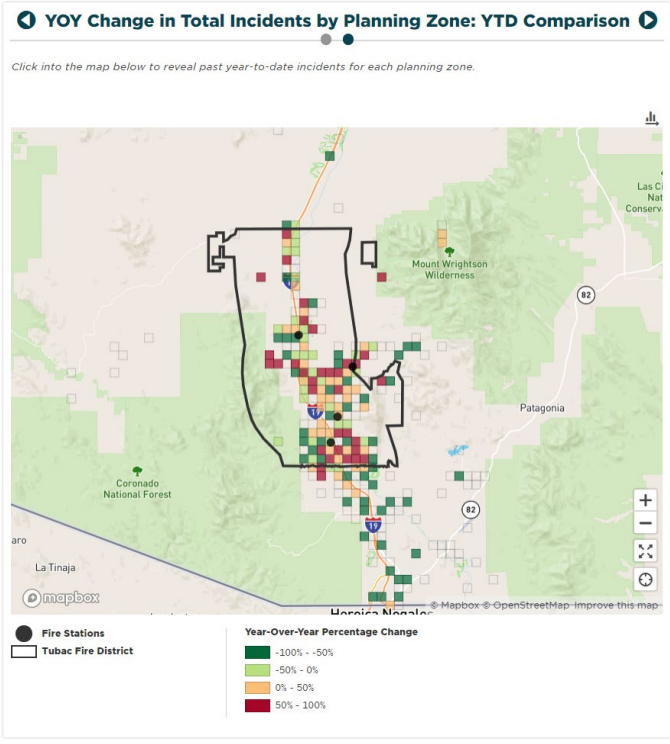 YOY Change in Total Incidents by Planning Zone: YTD Comparison
Click into the map below to reveal past year-to-date incidents for each planning zone.
Las Ci
Nat
Conserv
Mount Wrightson
Wilderness
82
Patagonia
Coronado
National Forest
82
19
aro
La Tinaja
mapbox
Heroica Nogales
© Mapbox © OpenStreetMap Improve this map
Fire Stations
Tubac Fire District
Year-Over-Year Percentage Change
-100% - -50%
-50% - 0%
0% - 50%
50% - 100%